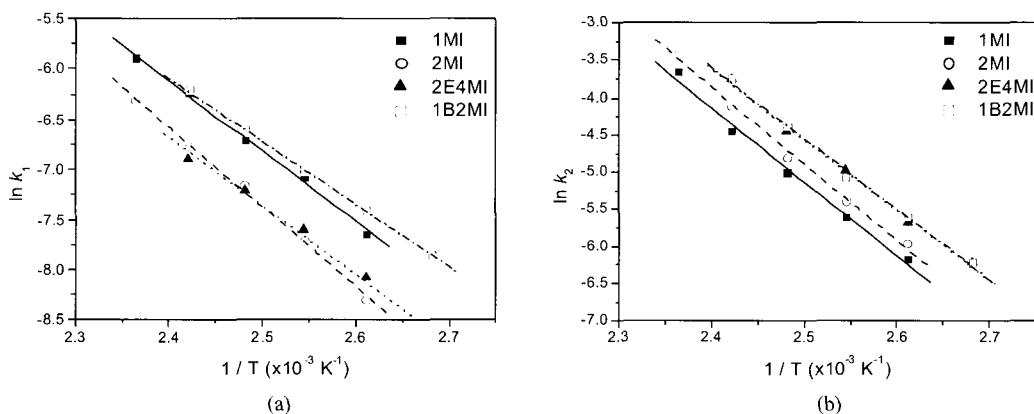 -5.5
-6.0
-6.5
-7.0
-7.5
-8.0
-8.5
ln k₁
2.3
2.4
2.5
2.6
2.7
1 / T (x10⁻³ K⁻¹)
1MI
2MI
2E4MI
1B2MI
(a)
-3.0
-3.5
-4.0
-4.5
-5.0
-5.5
-6.0
-6.5
-7.0
ln k₂
2.3
2.4
2.5
2.6
2.7
1 / T (x10⁻³ K⁻¹)
1MI
2MI
2E4MI
1B2MI
(b)